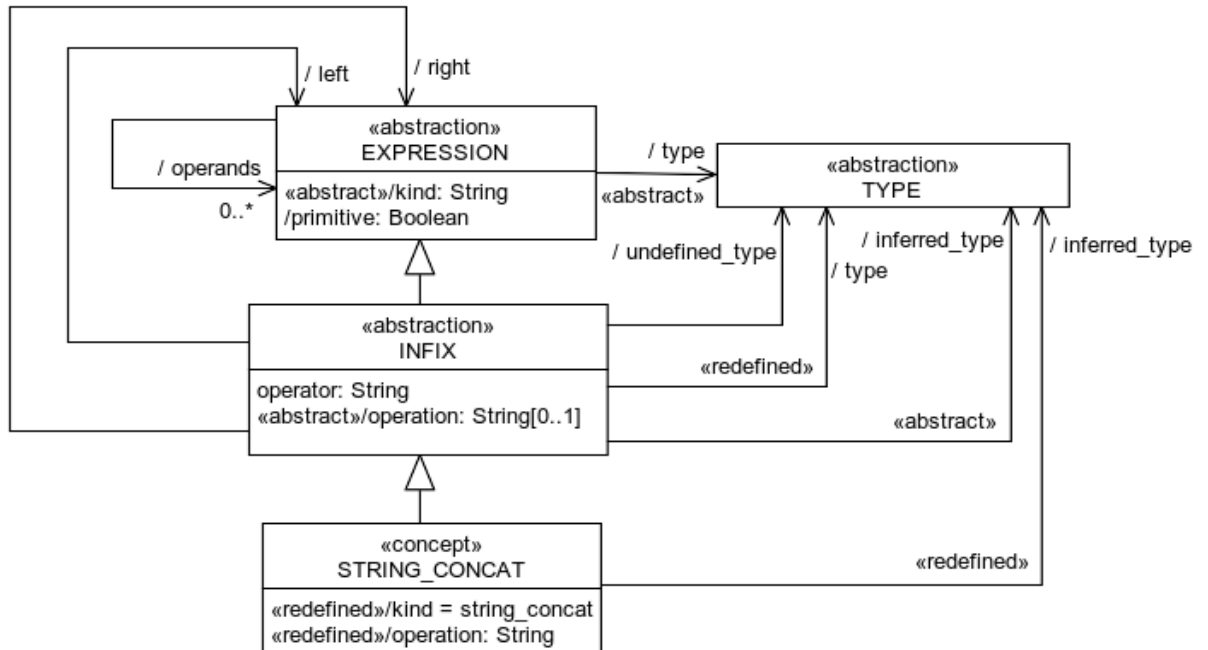 / left
/ right
«abstraction»
EXPRESSION
/ operands
0..*
«abstract»/kind: String
/primitive: Boolean
/ type
«abstract»
«abstraction»
TYPE
/ undefined_type
/ type
/ inferred_type
/ inferred_type
«abstraction»
INFIX
operator: String
«abstract»/operation: String[0..1]
«redefined»
«abstract»
«concept»
STRING_CONCAT
«redefined»/kind = string_concat
«redefined»/operation: String
«redefined»